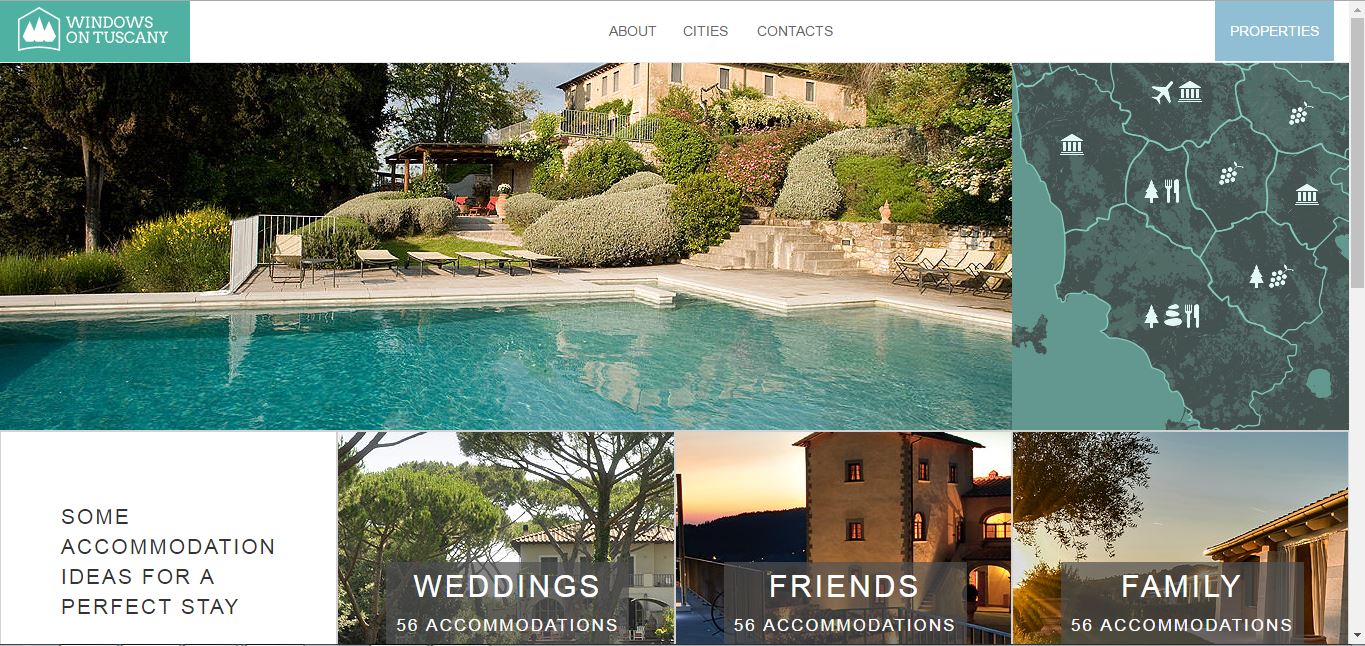 WINDOWS
ON TUSCANY
ABOUT CITIES CONTACTS
PROPERTIES
SOME
ACCOMMODATION
IDEAS FOR A
PERFECT STAY
WEDDINGS
56 ACCOMMODATIONS
FRIENDS
56 ACCOMMODATIONS
FAMILY
56 ACCOMMODATIONS